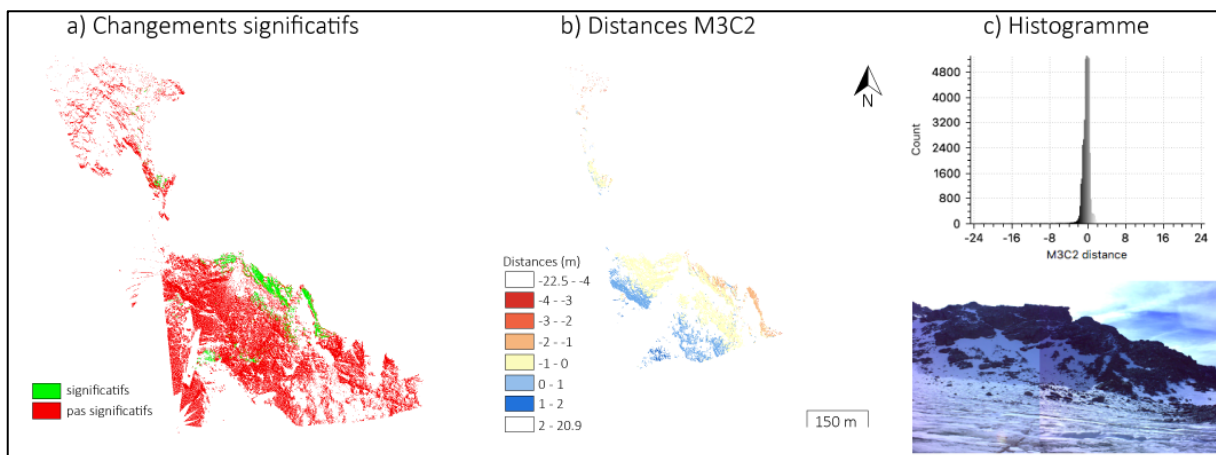 a) Changements significatifs
b) Distances M3C2
c) Histogramme
N
significatifs
pas significatifs
Distances (m)
-22.5 - -4
-4 - -3
-3 - -2
-2 - -1
-1 - 0
0 - 1
1 - 2
2 - 20.9
150 m
4800
4000
3200
2400
1600
800
0
Count
-24 -16 -8 0 8 16 24
M3C2 distance